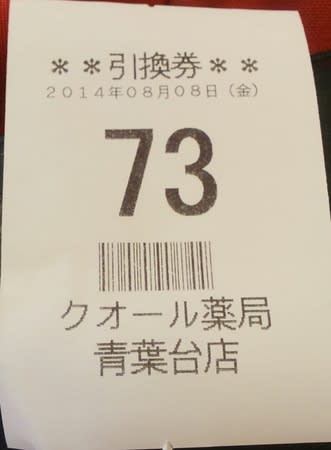 ＊＊引換券＊＊
２０１４年０８月０８日（金）
73
クオール薬局
青葉台店